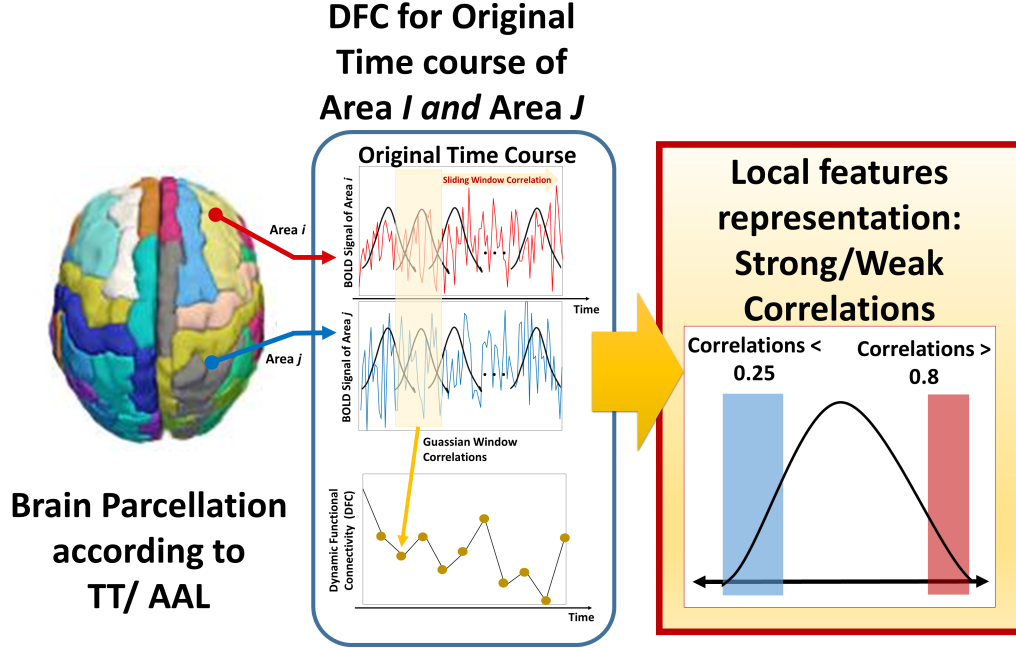 DFC for Original
Time course of
Area I and Area J
Original Time Course
Sliding Window Correlation
BOLD Signal of Area i
Area i
Time
BOLD Signal of Area j
Area j
...
...
Guassian Window
Correlations
Dynamic Functional
Connectivity (DFC)
Time
Brain Parcellation
according to
TT/ AAL
Local features
representation:
Strong/Weak
Correlations
Correlations <
0.25
Correlations >
0.8